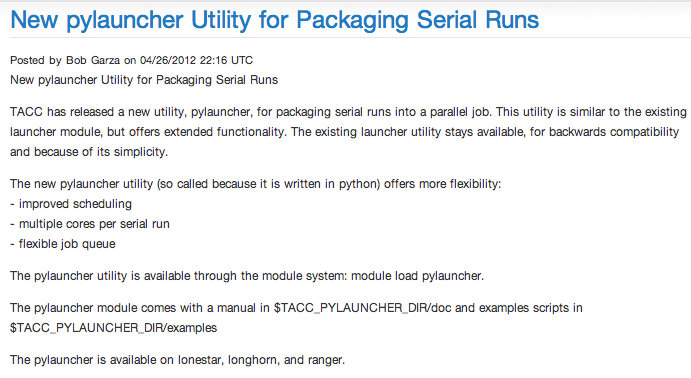 New pylauncher Utility for Packaging Serial Runs
Posted by Bob Garza on 04/26/2012 22:16 UTC
New pylauncher Utility for Packaging Serial Runs
TACC has released a new utility, pylauncher, for packaging serial runs into a parallel job. This utility is similar to the existing
launcher module, but offers extended functionality. The existing launcher utility stays available, for backwards compatibility
and because of its simplicity.
The new pylauncher utility (so called because it is written in python) offers more flexibility:
- improved scheduling
- multiple cores per serial run
- flexible job queue
The pylauncher utility is available through the module system: module load pylauncher.
The pylauncher module comes with a manual in $TACC_PYLAUNCHER_DIR/doc and examples scripts in
$TACC_PYLAUNCHER_DIR/examples
The pylauncher is available on lonestar, longhorn, and ranger.